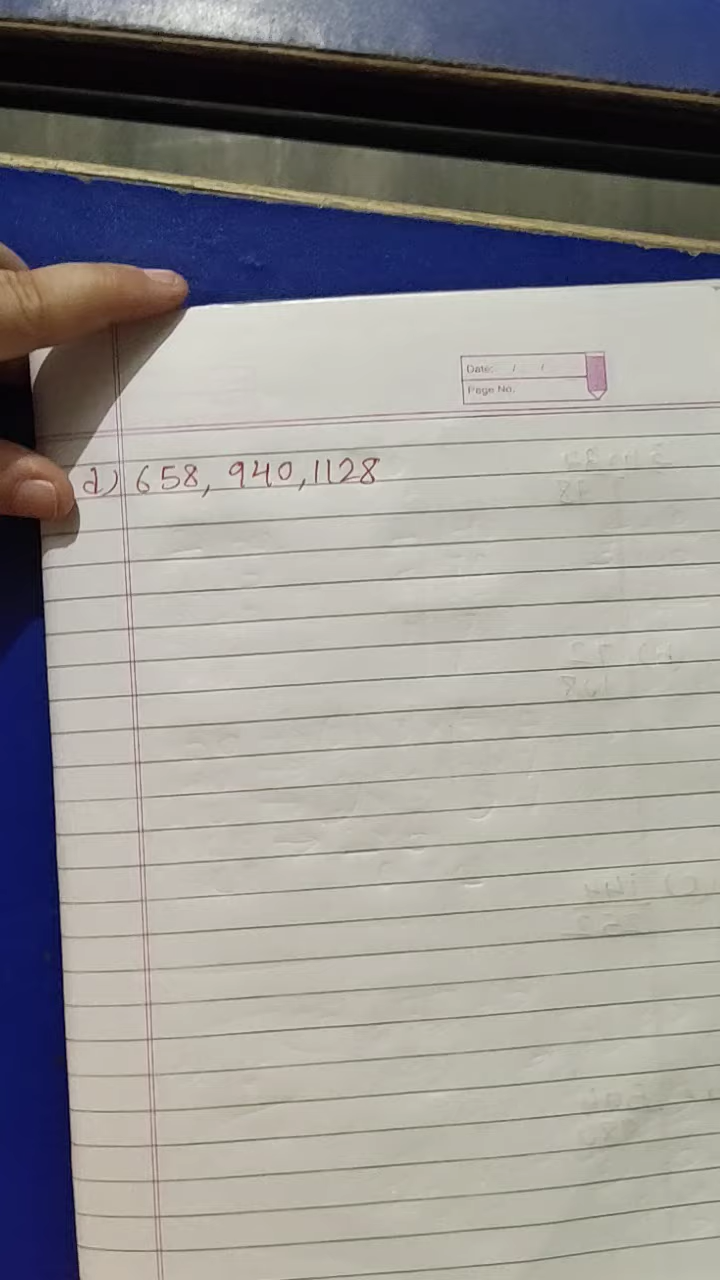 Date: / /
Page No.
d) 658, 940, 1128